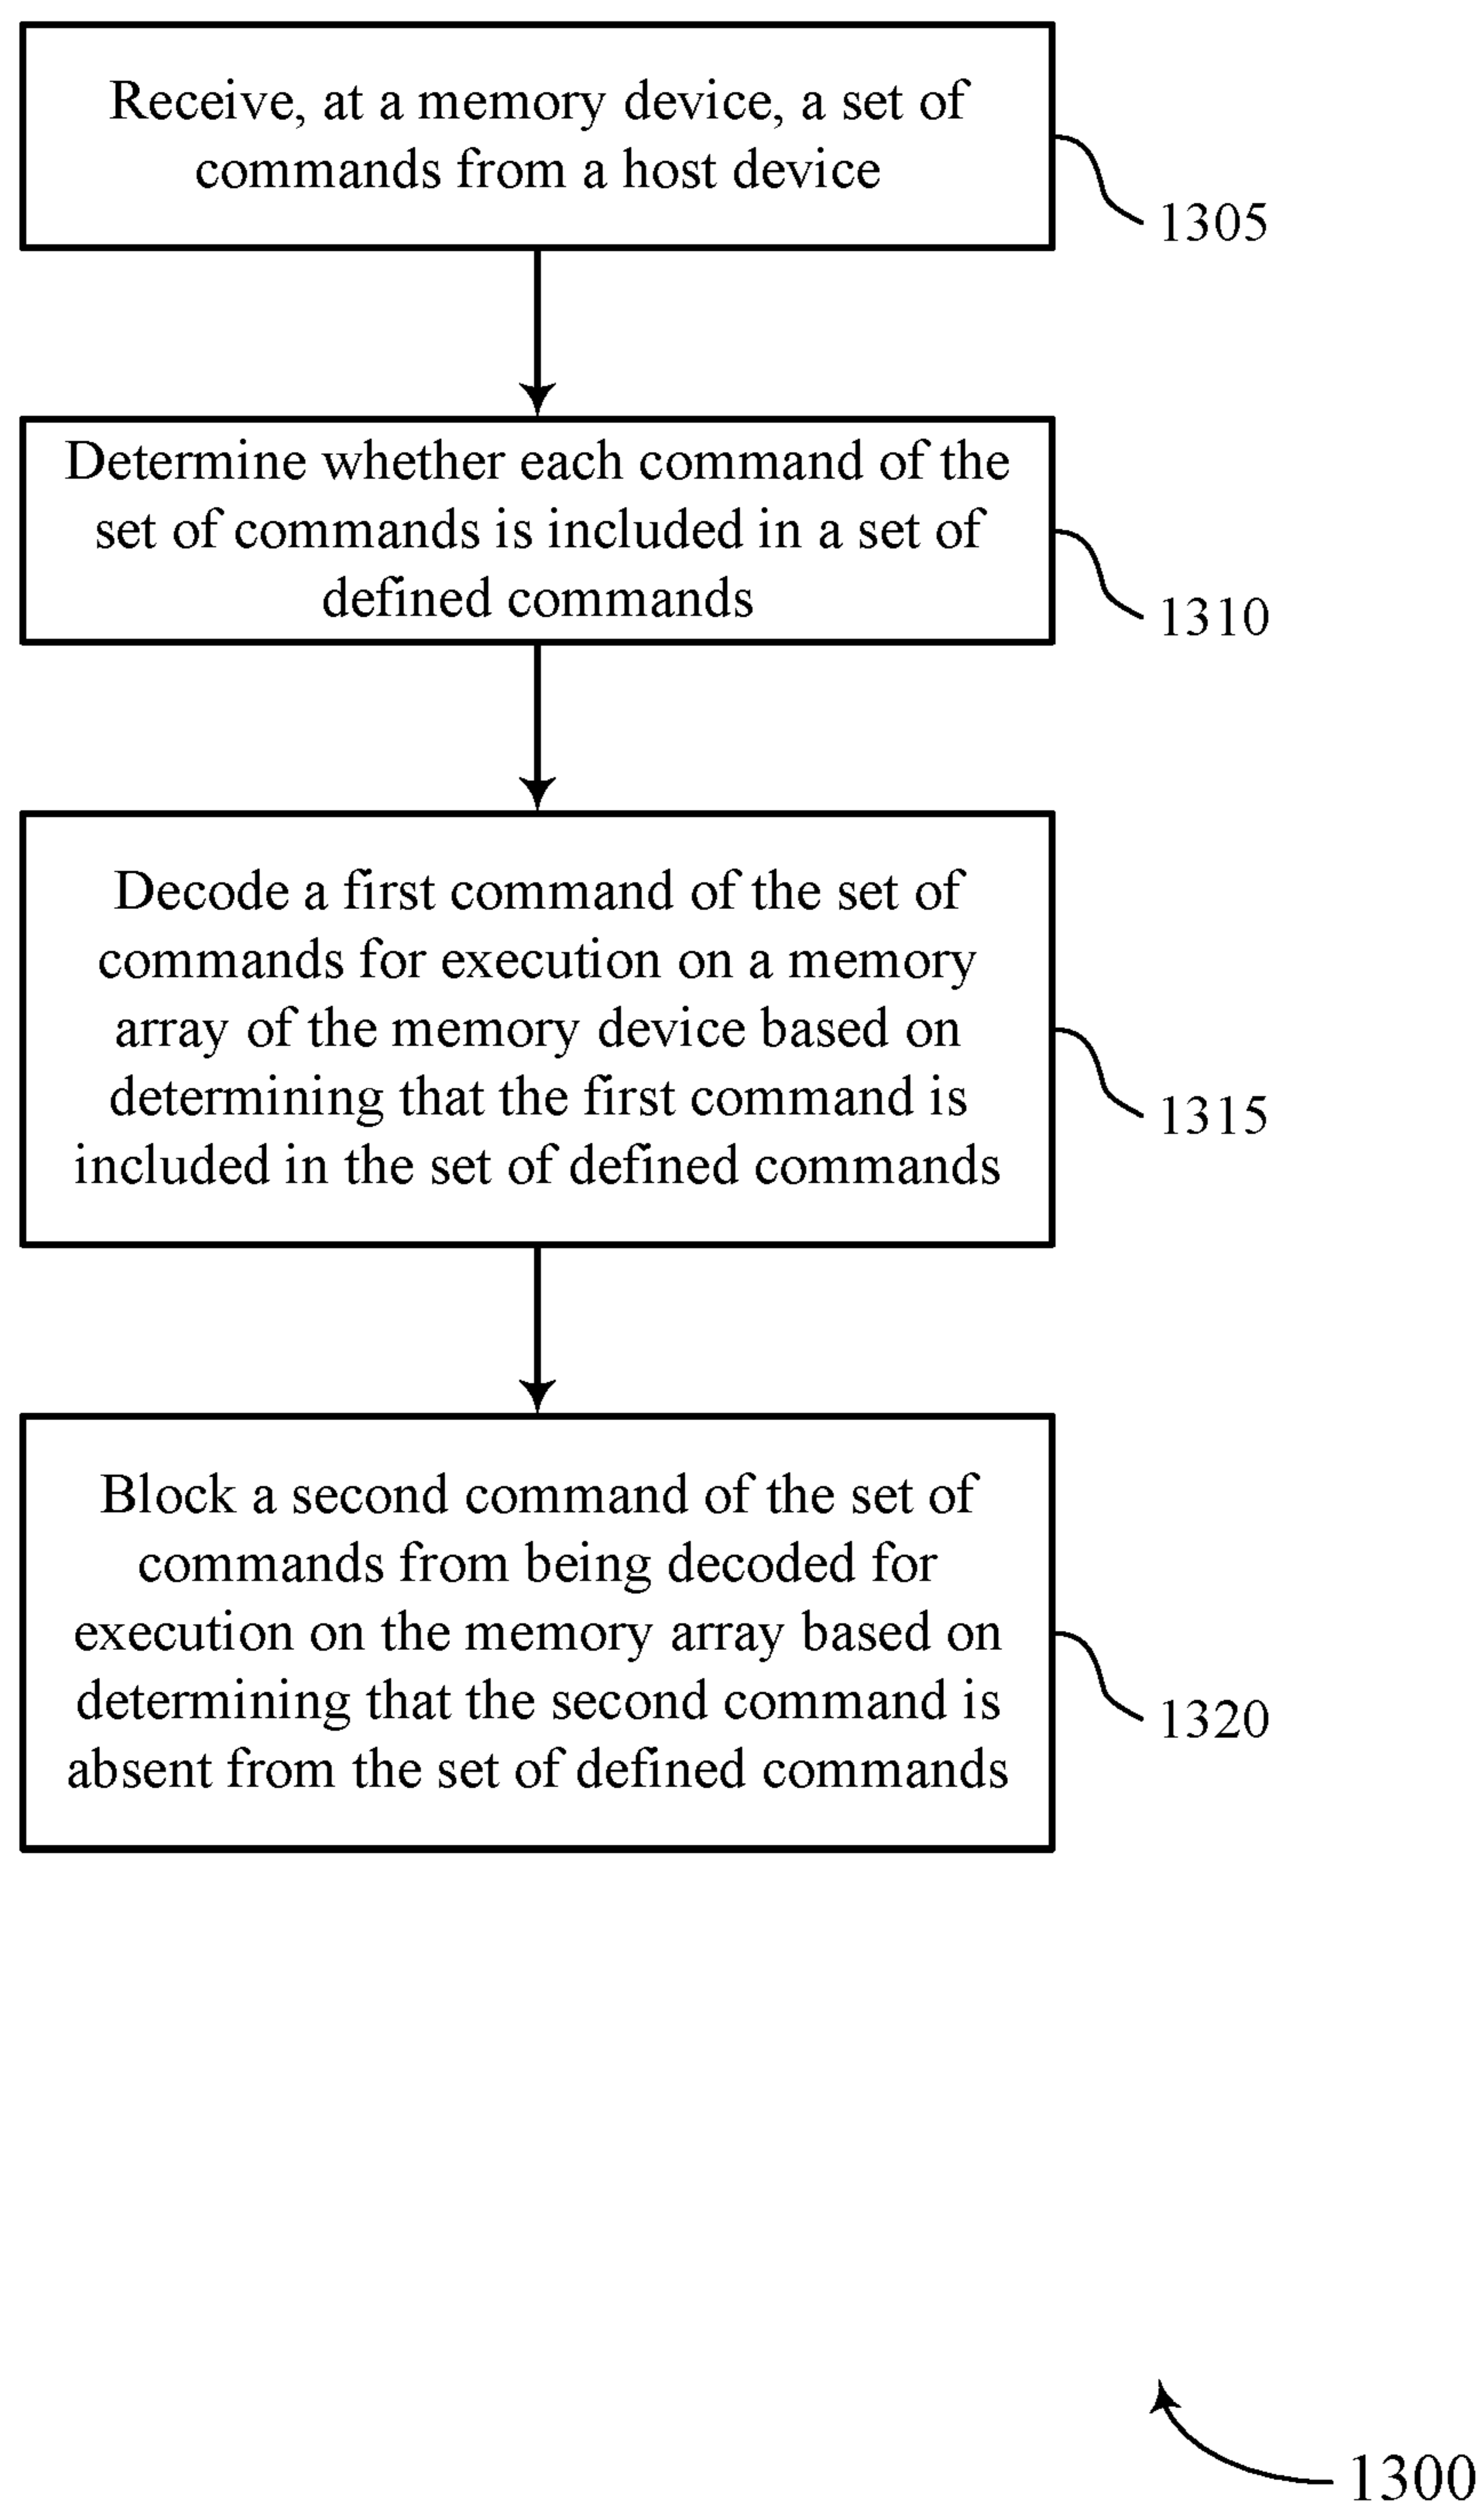 Receive, at a memory device, a set of
commands from a host device
1305
Determine whether each command of the
set of commands is included in a set of
defined commands
1310
Decode a first command of the set of
commands for execution on a memory
array of the memory device based on
determining that the first command is
included in the set of defined commands
1315
Block a second command of the set of
commands from being decoded for
execution on the memory array based on
determining that the second command is
absent from the set of defined commands
1320
1300